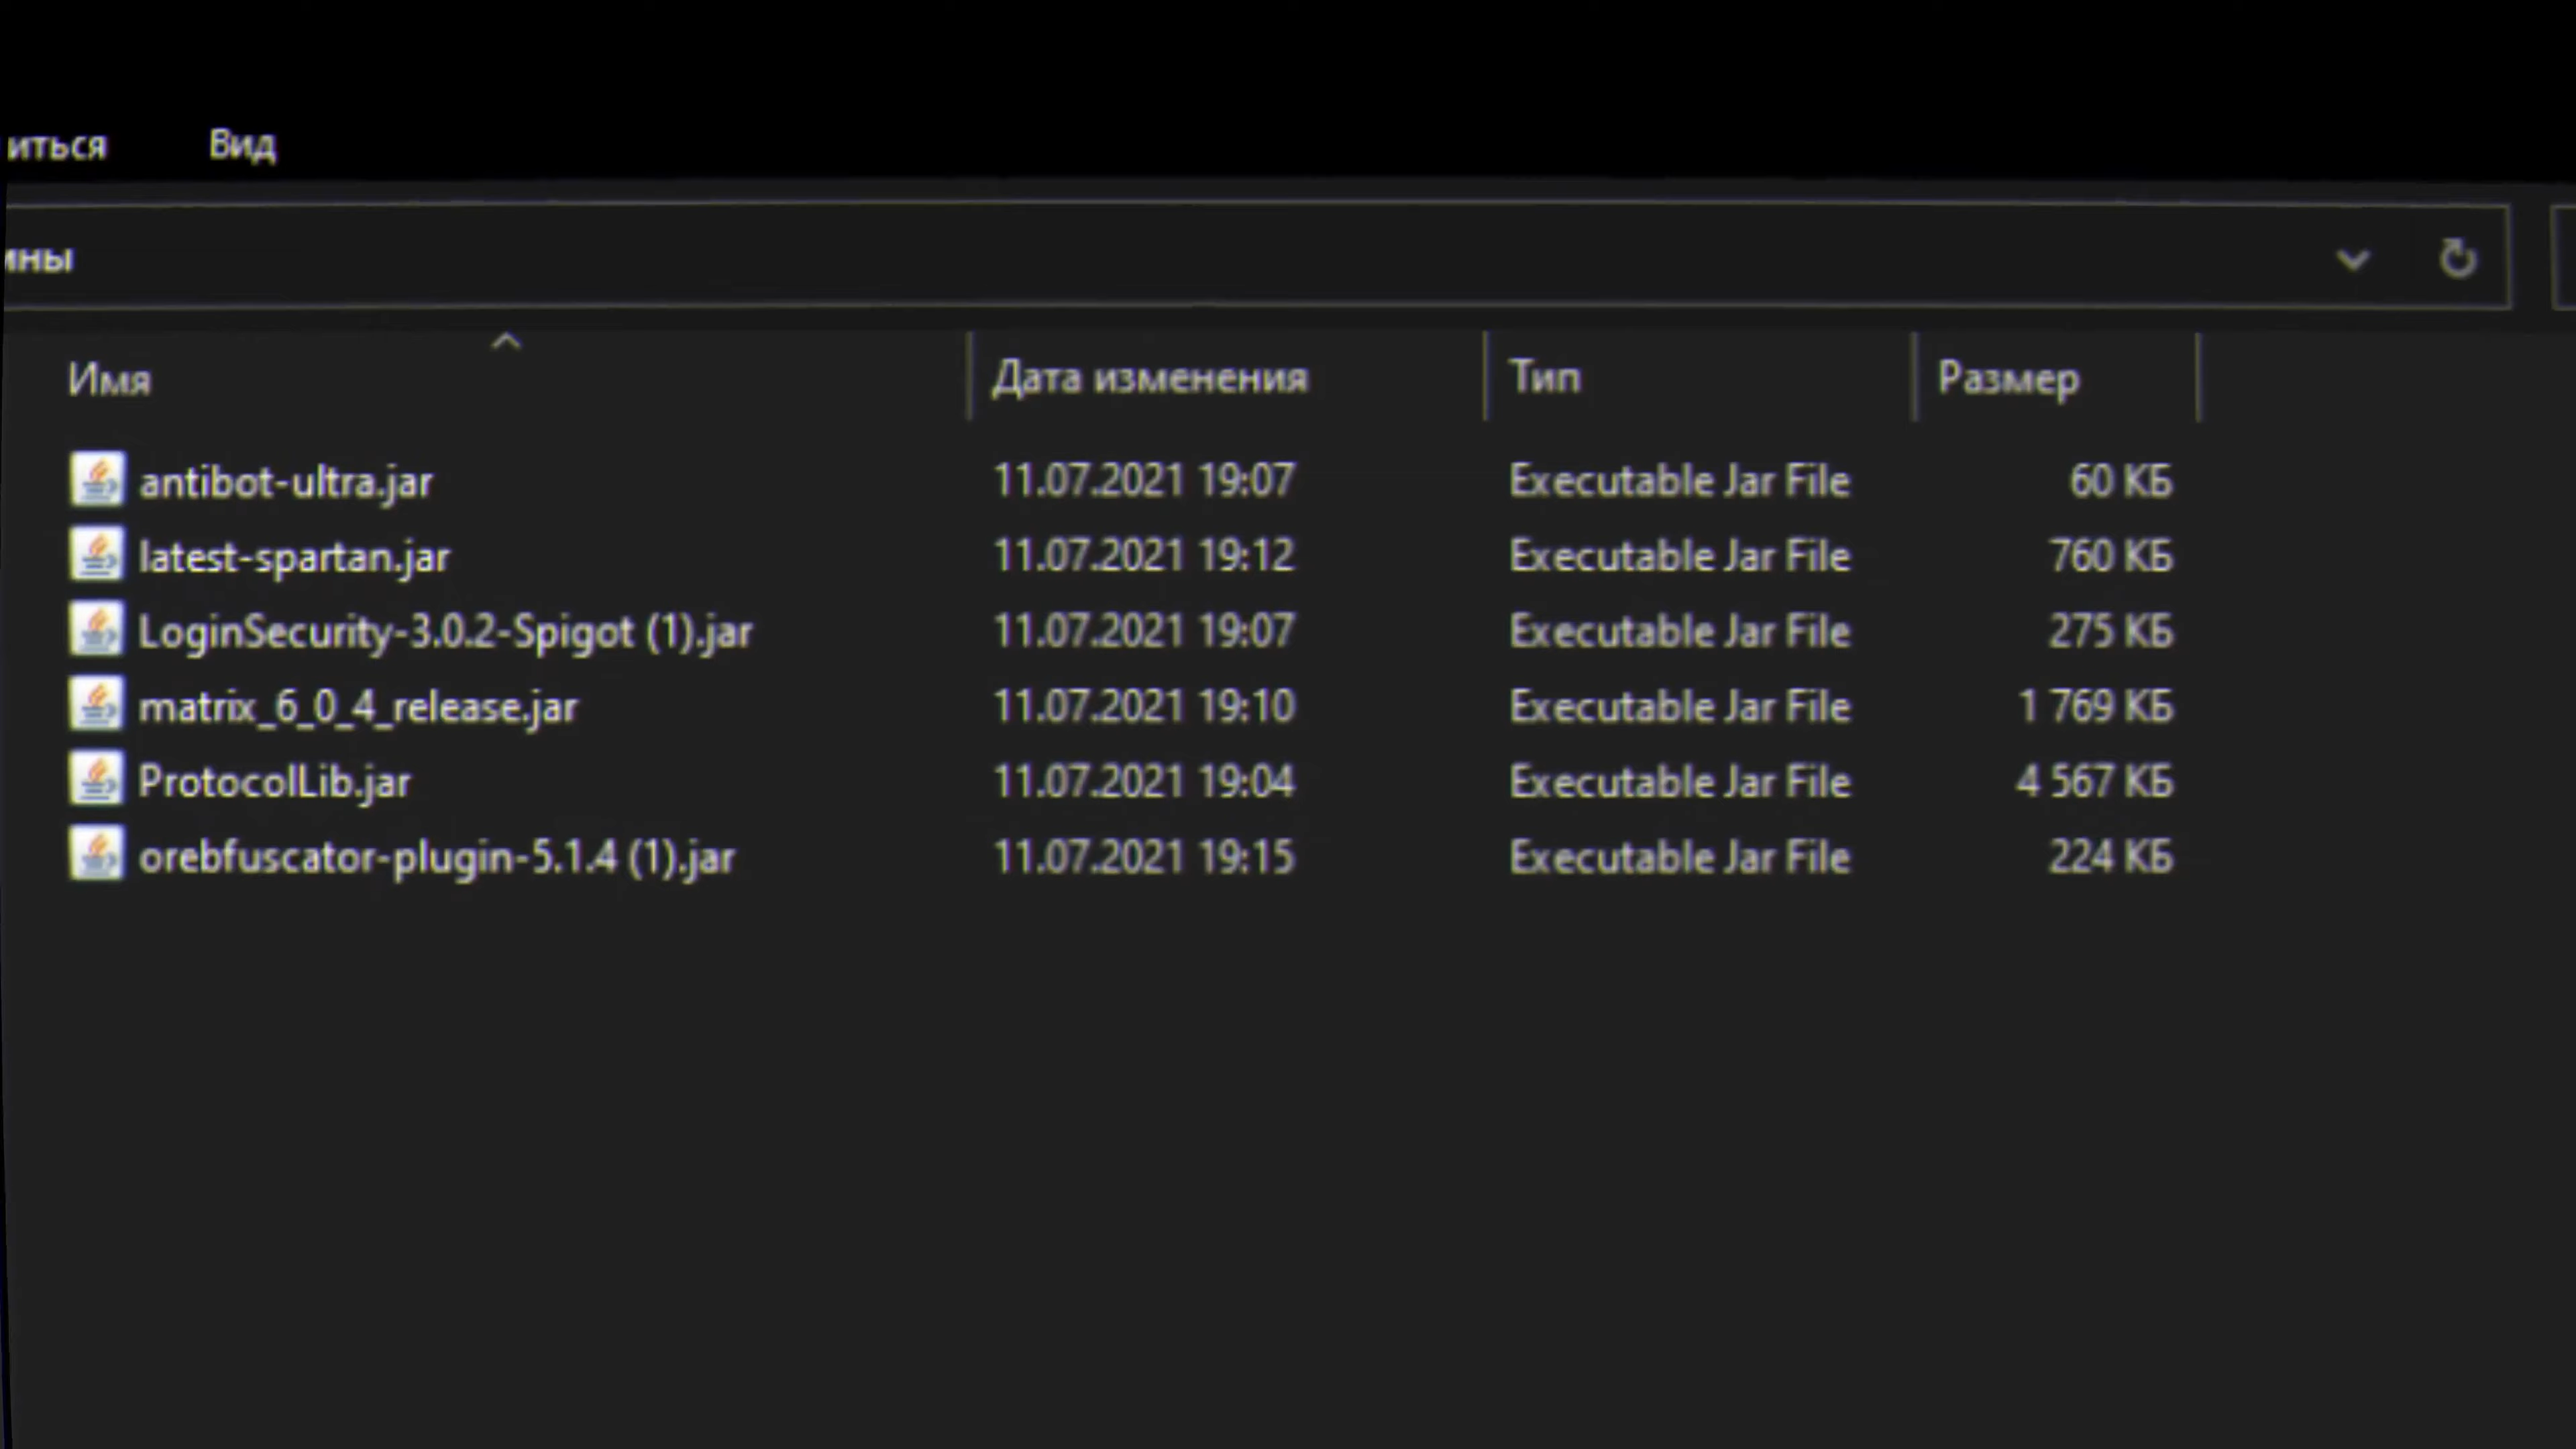 иться Вид
ины
Имя Дата изменения Тип Размер
antibot-ultra.jar 11.07.2021 19:07 Executable Jar File 60 КБ
latest-spartan.jar 11.07.2021 19:12 Executable Jar File 760 КБ
LoginSecurity-3.0.2-Spigot (1).jar 11.07.2021 19:07 Executable Jar File 275 КБ
matrix_6_0_4_release.jar 11.07.2021 19:10 Executable Jar File 1 769 КБ
ProtocolLib.jar 11.07.2021 19:04 Executable Jar File 4 567 КБ
orebfuscator-plugin-5.1.4 (1).jar 11.07.2021 19:15 Executable Jar File 224 КБ